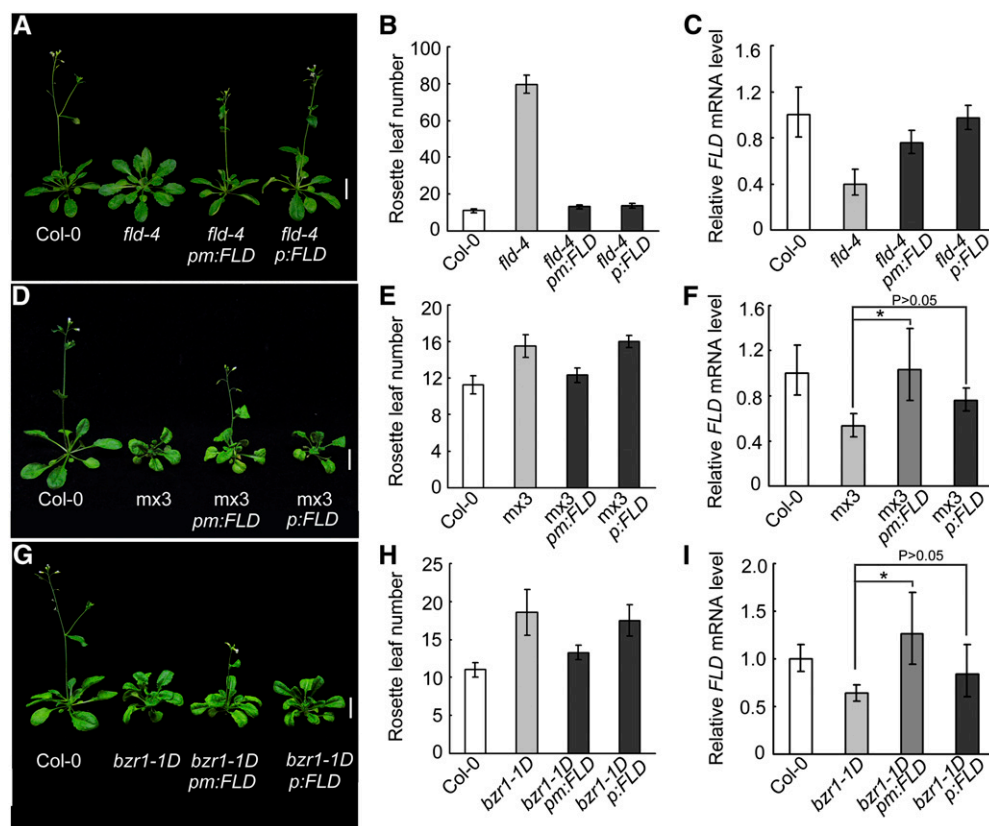 A
Col-0
fld-4
fld-4
pm:FLD
fld-4
p:FLD
B
Rosette leaf number
100
80
60
40
20
0
Col-0
fld-4
fld-4
pm:FLD
fld-4
p:FLD
C
Relative FLD mRNA level
1.6
1.2
0.8
0.4
0
Col-0
fld-4
fld-4
pm:FLD
fld-4
p:FLD
D
Col-0
mx3
mx3
pm:FLD
mx3
p:FLD
E
Rosette leaf number
20
16
12
8
4
0
Col-0
mx3
mx3
pm:FLD
mx3
p:FLD
F
Relative FLD mRNA level
1.6
1.2
0.8
0.4
0
P>0.05
*
Col-0
mx3
mx3
pm:FLD
mx3
p:FLD
G
Col-0
bzr1-1D
bzr1-1D
pm:FLD
bzr1-1D
p:FLD
H
Rosette leaf number
25
20
15
10
5
0
Col-0
bzr1-1D
bzr1-1D
pm:FLD
bzr1-1D
p:FLD
I
Relative FLD mRNA level
2.0
1.5
1.0
0.5
0
P>0.05
*
Col-0
bzr1-1D
bzr1-1D
pm:FLD
bzr1-1D
p:FLD